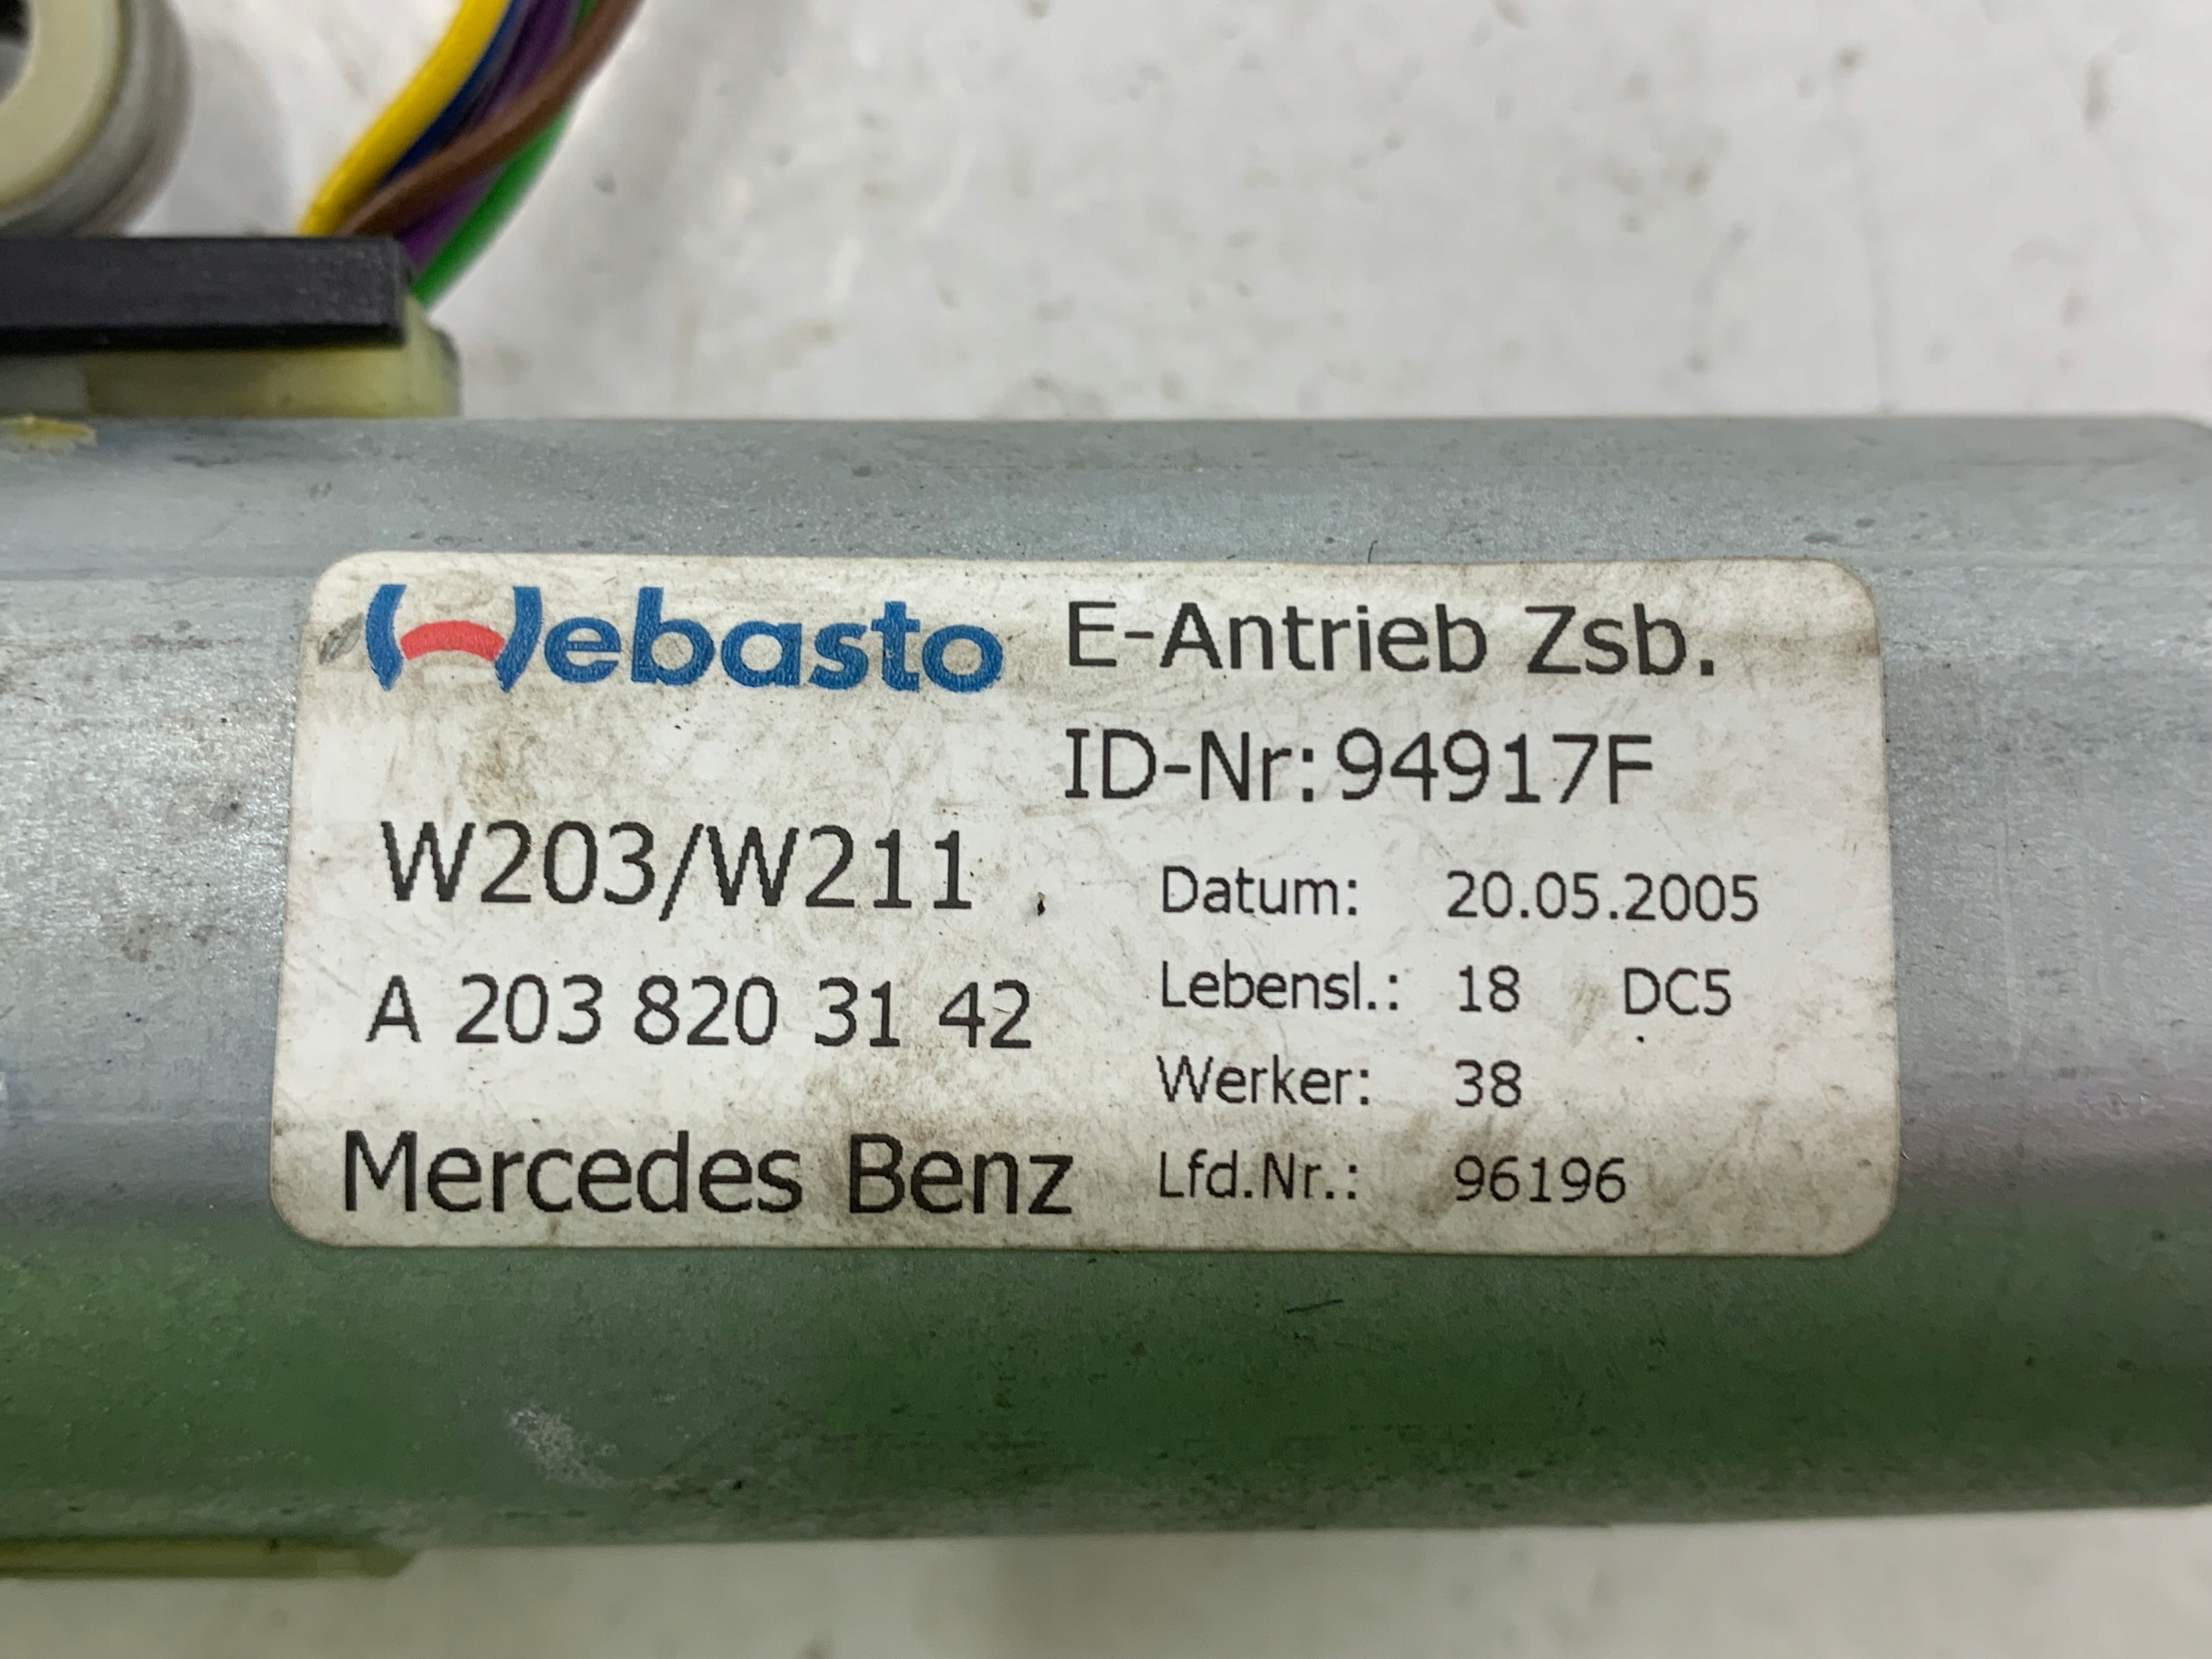 Webasto E-Antrieb Zsb.
ID-Nr: 94917F
W203/W211
Datum: 20.05.2005
A 203 820 31 42
Lebensl.: 18 DC5
Werker: 38
Mercedes Benz
Lfd.Nr.: 96196